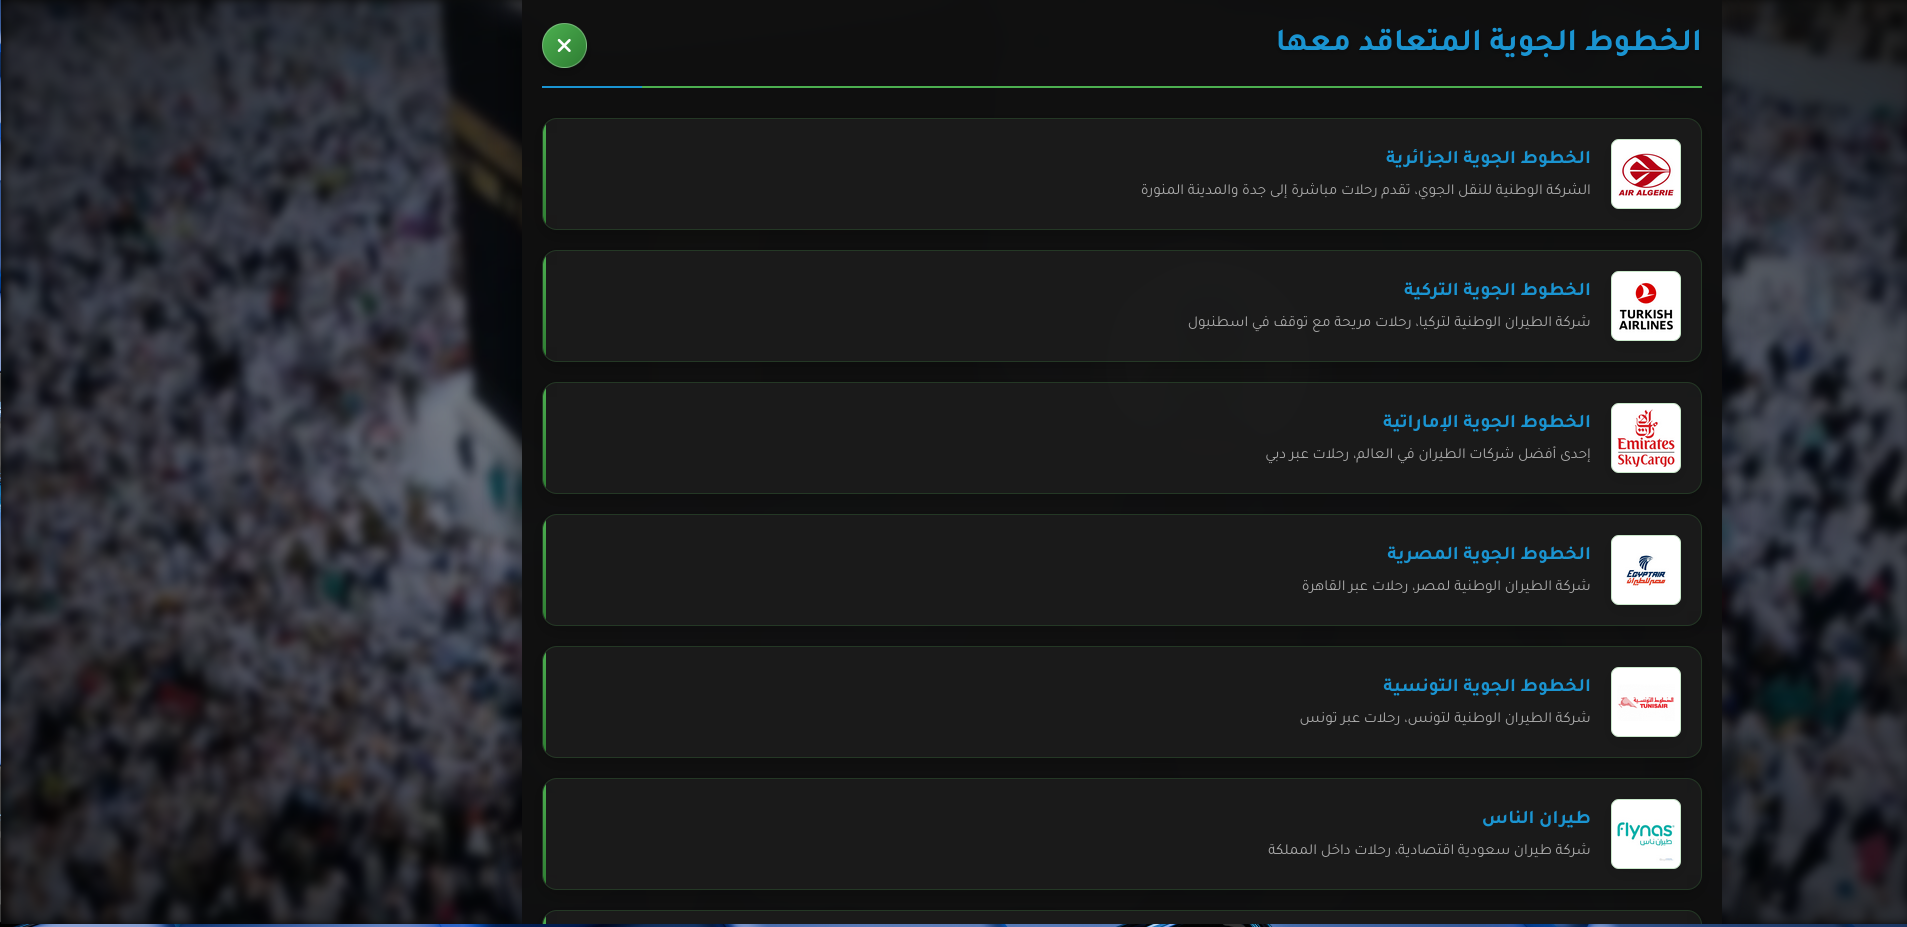 الخطوط الجوية المتعاقد معها
AIR ALGERIE
الخطوط الجوية الجزائرية
الشركة الوطنية للنقل الجوي، تقدم رحلات مباشرة إلى جدة والمدينة المنورة
TURKISH
AIRLINES
الخطوط الجوية التركية
شركة الطيران الوطنية لتركيا، رحلات مريحة مع توقف في اسطنبول
Emirates
SkyCargo
الخطوط الجوية الإماراتية
إحدى أفضل شركات الطيران في العالم، رحلات عبر دبي
EGYPTAIR
مصرللطيران
الخطوط الجوية المصرية
شركة الطيران الوطنية لمصر، رحلات عبر القاهرة
الخطوط التونسية
TUNISAIR
الخطوط الجوية التونسية
شركة الطيران الوطنية لتونس، رحلات عبر تونس
flynas
طيران ناس
طيران الناس
شركة طيران سعودية اقتصادية، رحلات داخل المملكة